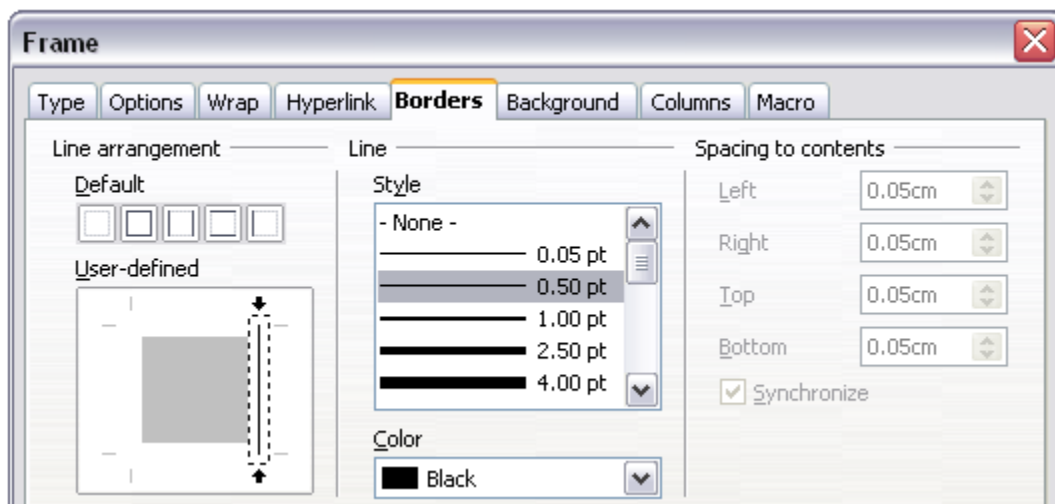 Frame
Type Options Wrap Hyperlink Borders Background Columns Macro
Line arrangement
Default
User-defined
Line
Style
- None -
0.05 pt
0.50 pt
1.00 pt
2.50 pt
4.00 pt
Color
Black
Spacing to contents
Left 0.05cm
Right 0.05cm
Top 0.05cm
Bottom 0.05cm
Synchronize